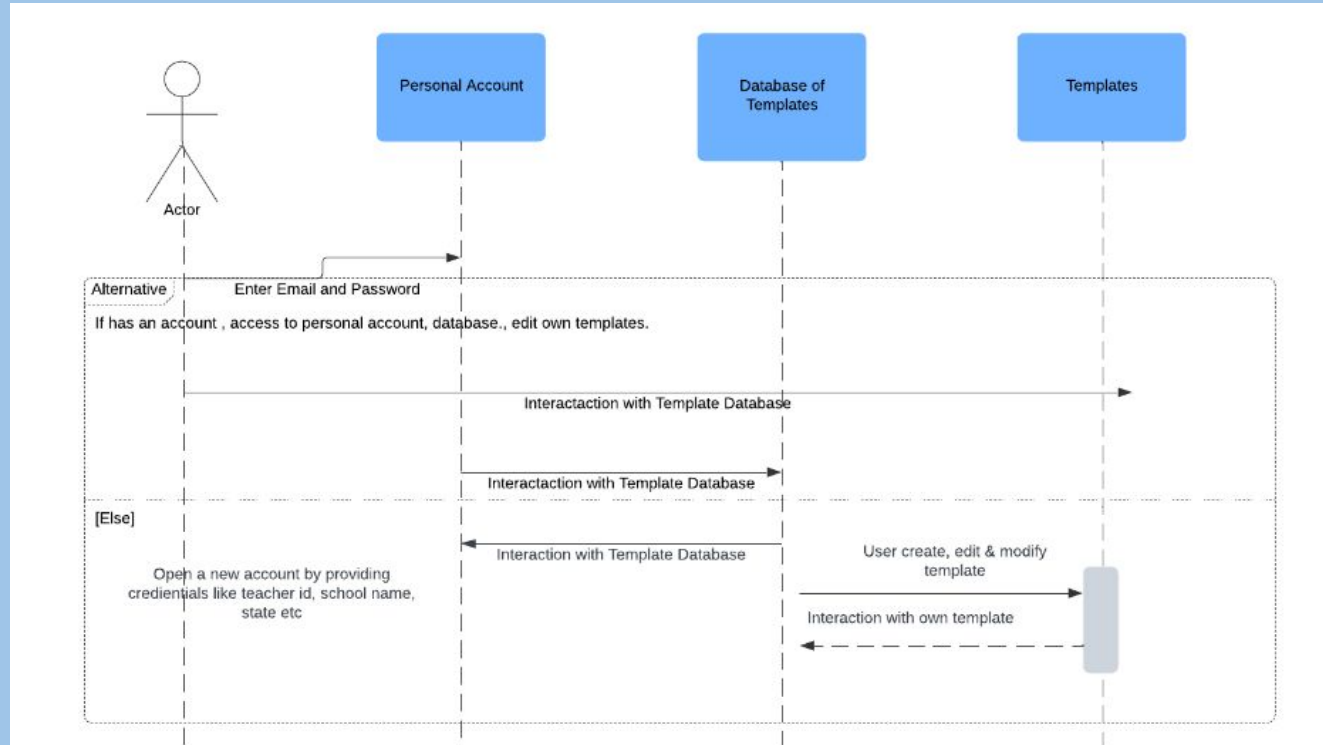 Personal Account
Database of
Templates
Templates
Actor
Alternative
Enter Email and Password
If has an account , access to personal account, database., edit own templates.
Interactaction with Template Database
Interactaction with Template Database
[Else]
Interaction with Template Database
User create, edit & modify
template
Open a new account by providing
credientials like teacher id, school name,
state etc
Interaction with own template